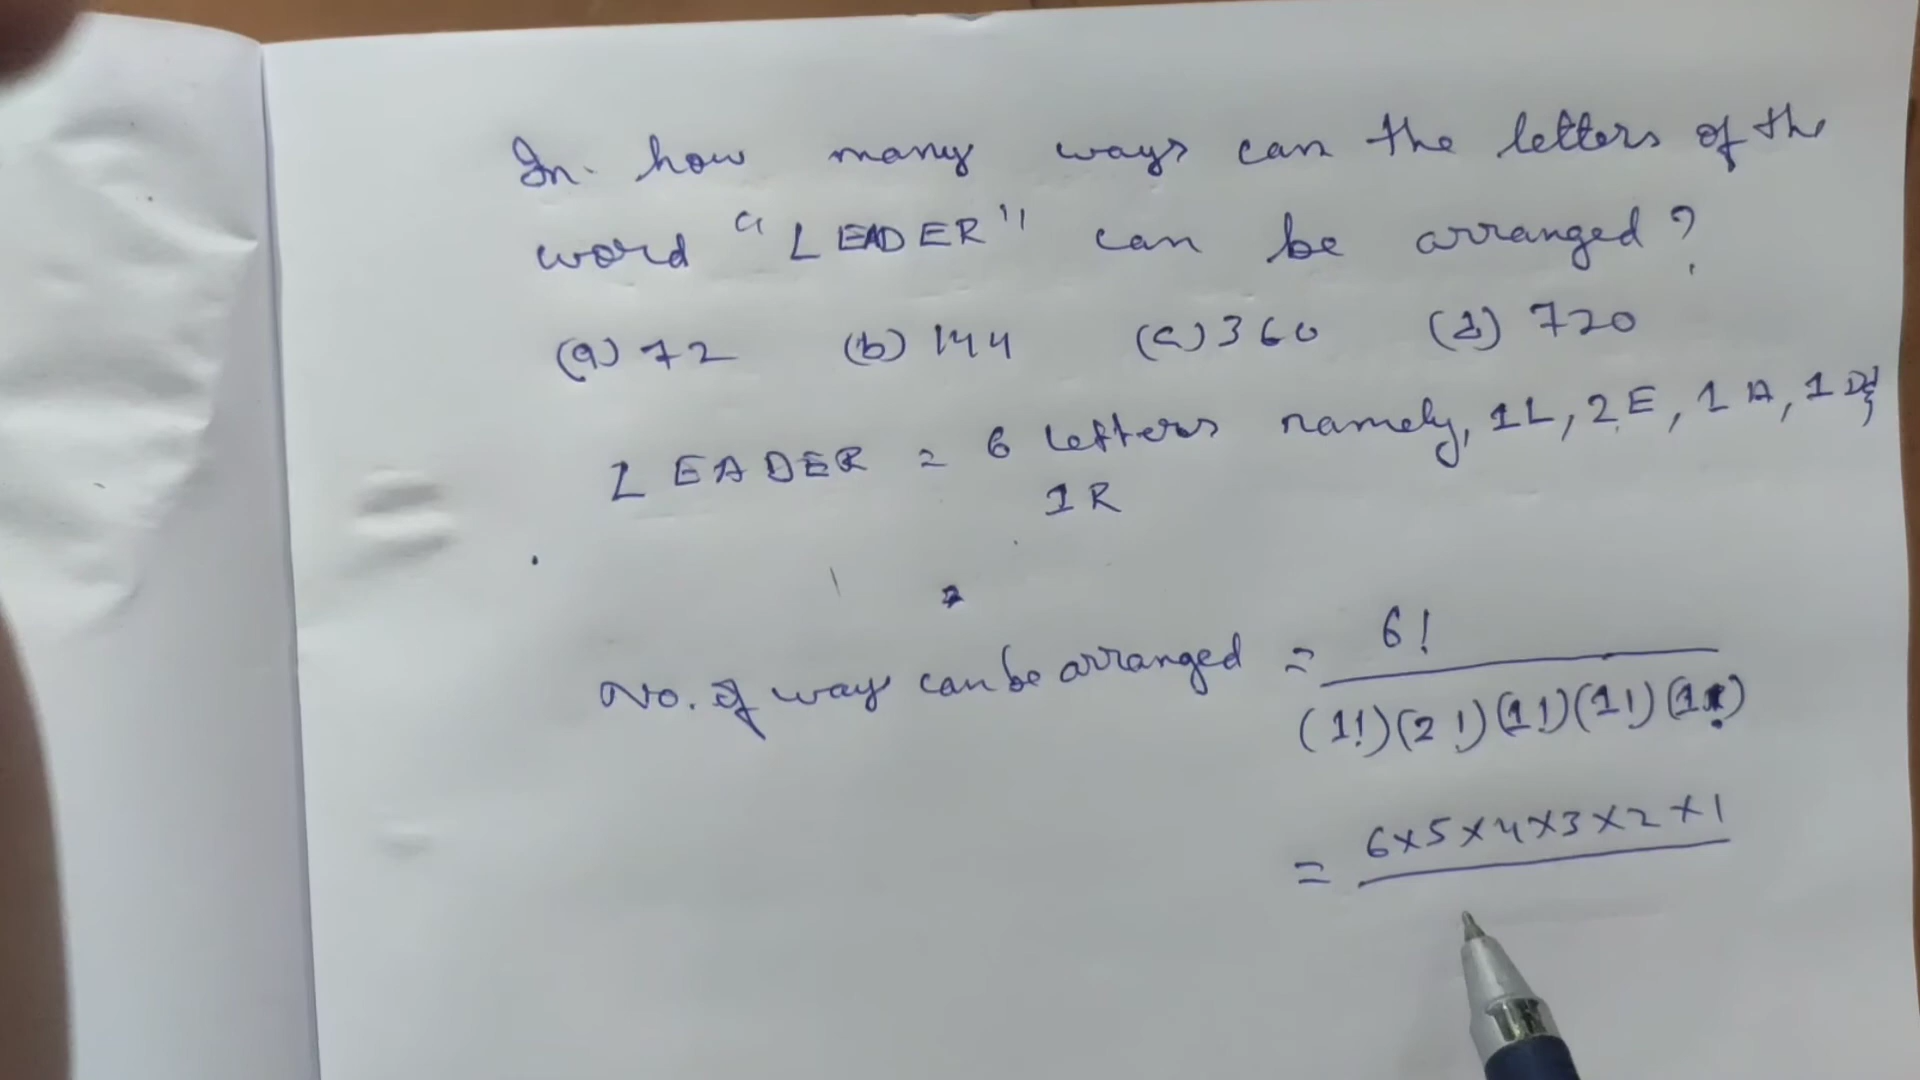 In how many ways can the letters of the
word "LEADER" can be arranged?
(a) 72 (b) 144 (c) 360 (d) 720
LEADER = 6 letters namely, 1L, 2E, 1A, 1D,
1R
No. of way can be arranged = 6! / (1!)(2!)(1!)(1!)(1!)
= 6×5×4×3×2×1